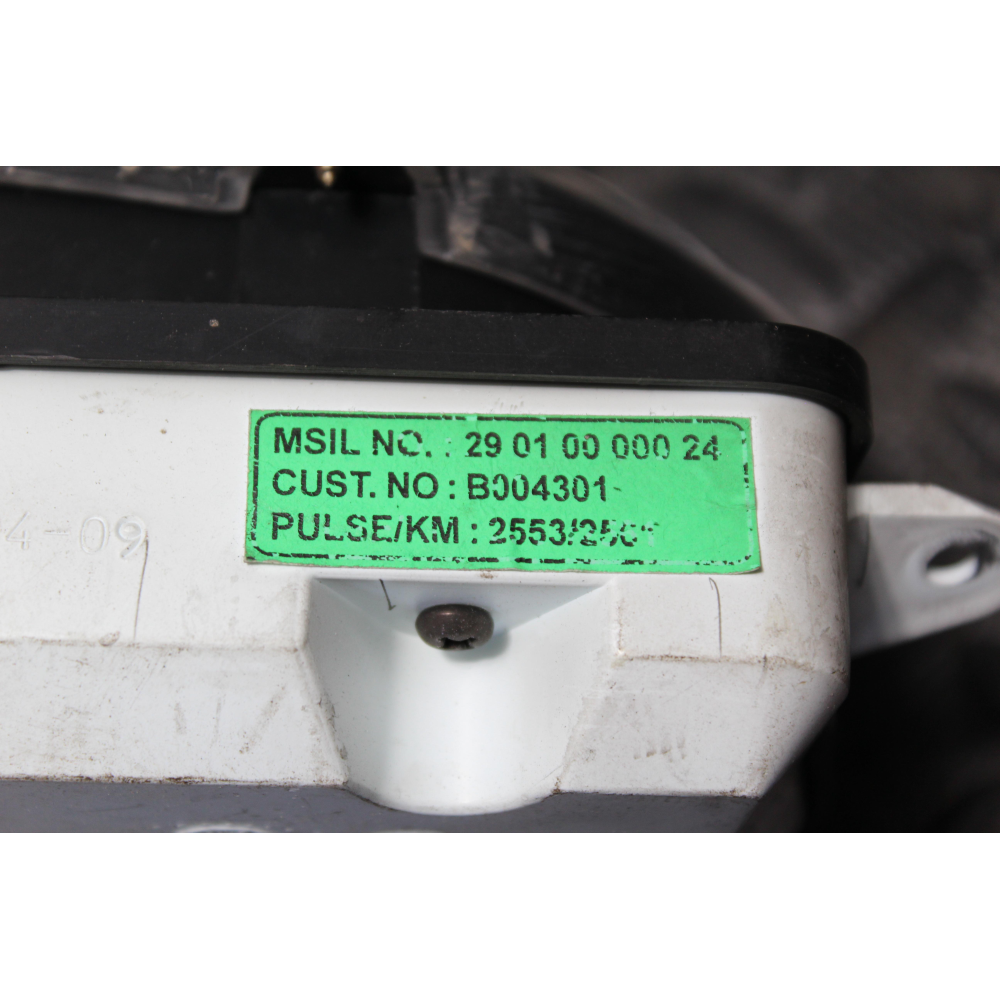 MSIL NO. : 29 01 00 000 24
CUST. NO : B004301
PULSE/KM :
4-09